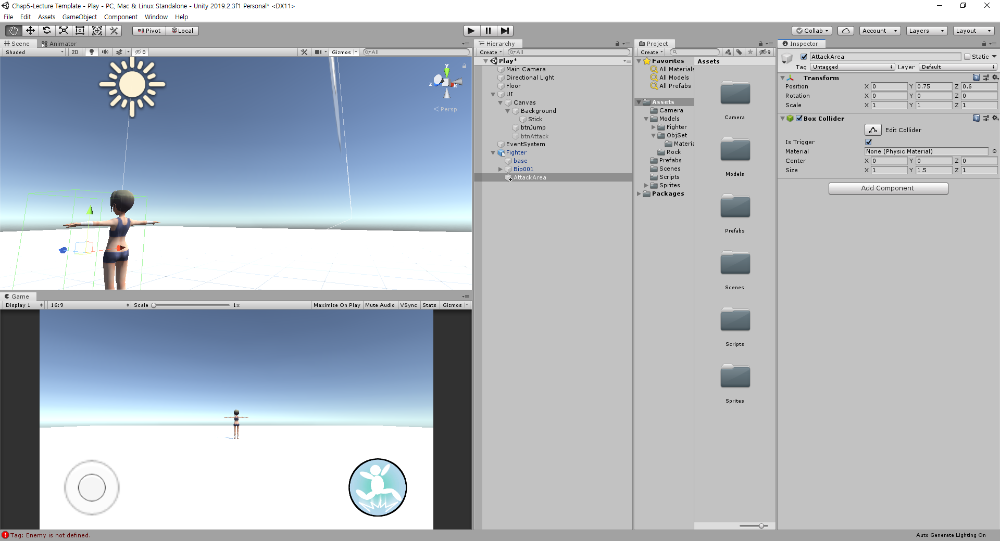 Chap5-Lecture Template - Play - PC, Mac & Linux Standalone - Unity 2019.2.3f1 Personal* <DX11>
File Edit Assets GameObject Component Window Help
Pivot Local Collab Account Layers Layout
Scene Animator
Shaded 2D 0 Gizmos All
y
z
x
Persp
Game
Display 1 16:9 Scale 1x Maximize On Play Mute Audio VSync Stats Gizmos
Hierarchy
Create All
Play*
Main Camera
Directional Light
Floor
UI
Canvas
Background
Stick
btnJump
btnAttack
EventSystem
Fighter
base
Bip001
AttackArea
Project
Create 9
Favorites
All Materials
All Models
All Prefabs
Assets
Camera
Models
Fighter
ObjSet
Materia
Rock
Prefabs
Scenes
Scripts
Sprites
Packages
Assets
Camera
Models
Prefabs
Scenes
Scripts
Sprites
Inspector
AttackArea Static
Tag Untagged Layer Default
Transform
Position X 0 Y 0.75 Z 0.6
Rotation X 0 Y 0 Z 0
Scale X 1 Y 1 Z 1
Box Collider
Edit Collider
Is Trigger
Material None (Physic Material)
Center X 0 Y 0 Z 0
Size X 1 Y 1.5 Z 1
Add Component
Tag: Enemy is not defined.
Auto Generate Lighting On